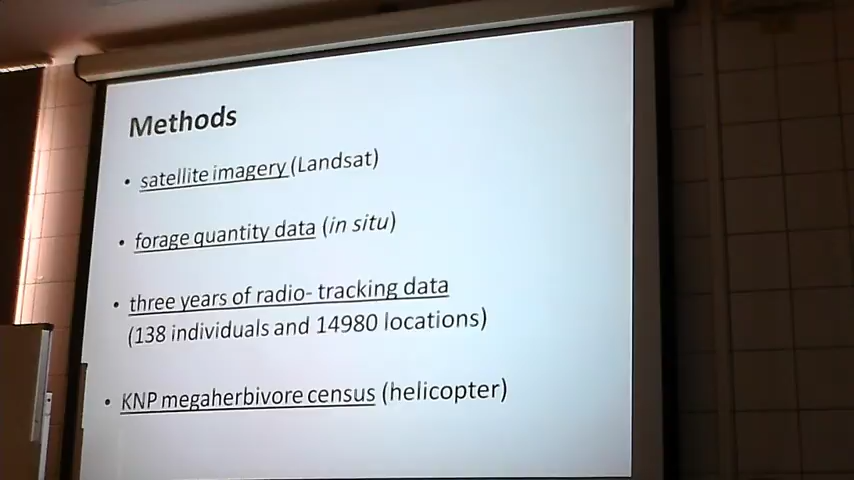 Methods
• satellite imagery (Landsat)
• forage quantity data (in situ)
• three years of radio- tracking data
(138 individuals and 14980 locations)
• KNP megaherbivore census (helicopter)